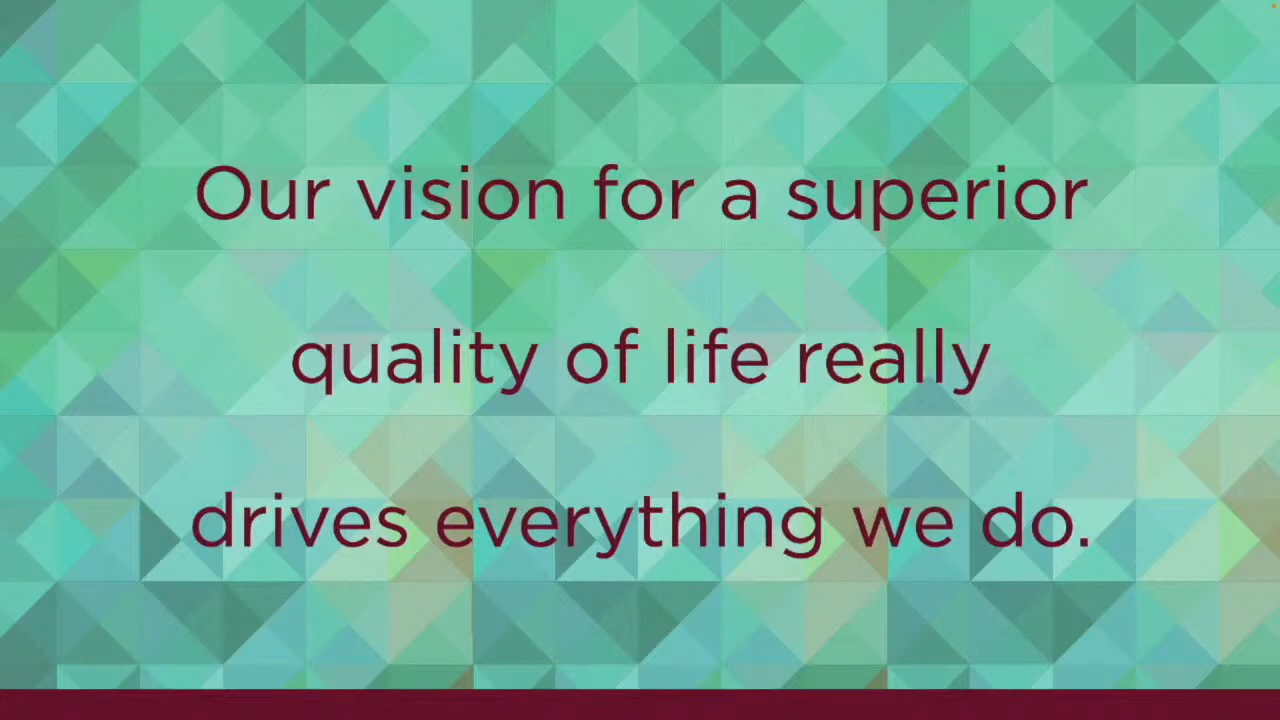 Our vision for a superior
quality of life really
drives everything we do.